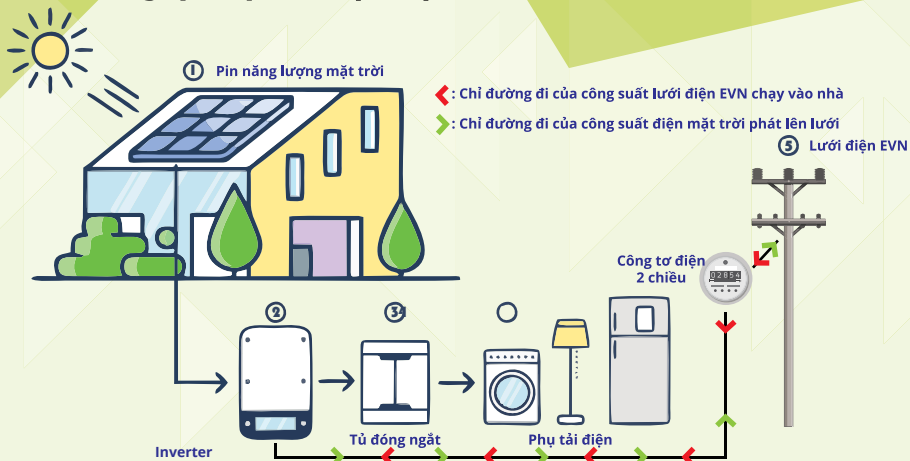 ① Pin năng lượng mặt trời
: Chỉ đường đi của công suất lưới điện EVN chạy vào nhà
: Chỉ đường đi của công suất điện mặt trời phát lên lưới
⑤ Lưới điện EVN
Công tơ điện
2 chiều
02854
②
34
Tủ đóng ngắt
Phụ tải điện
Inverter